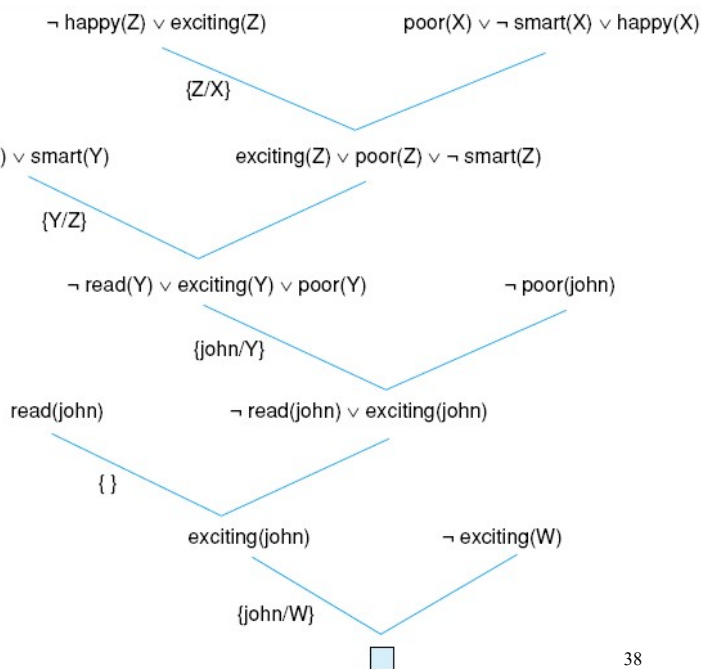 ¬ happy(Z) ∨ exciting(Z) poor(X) ∨ ¬ smart(X) ∨ happy(X)
{Z/X}
) ∨ smart(Y) exciting(Z) ∨ poor(Z) ∨ ¬ smart(Z)
{Y/Z}
¬ read(Y) ∨ exciting(Y) ∨ poor(Y) ¬ poor(john)
{john/Y}
read(john) ¬ read(john) ∨ exciting(john)
{ }
exciting(john) ¬ exciting(W)
{john/W}
38